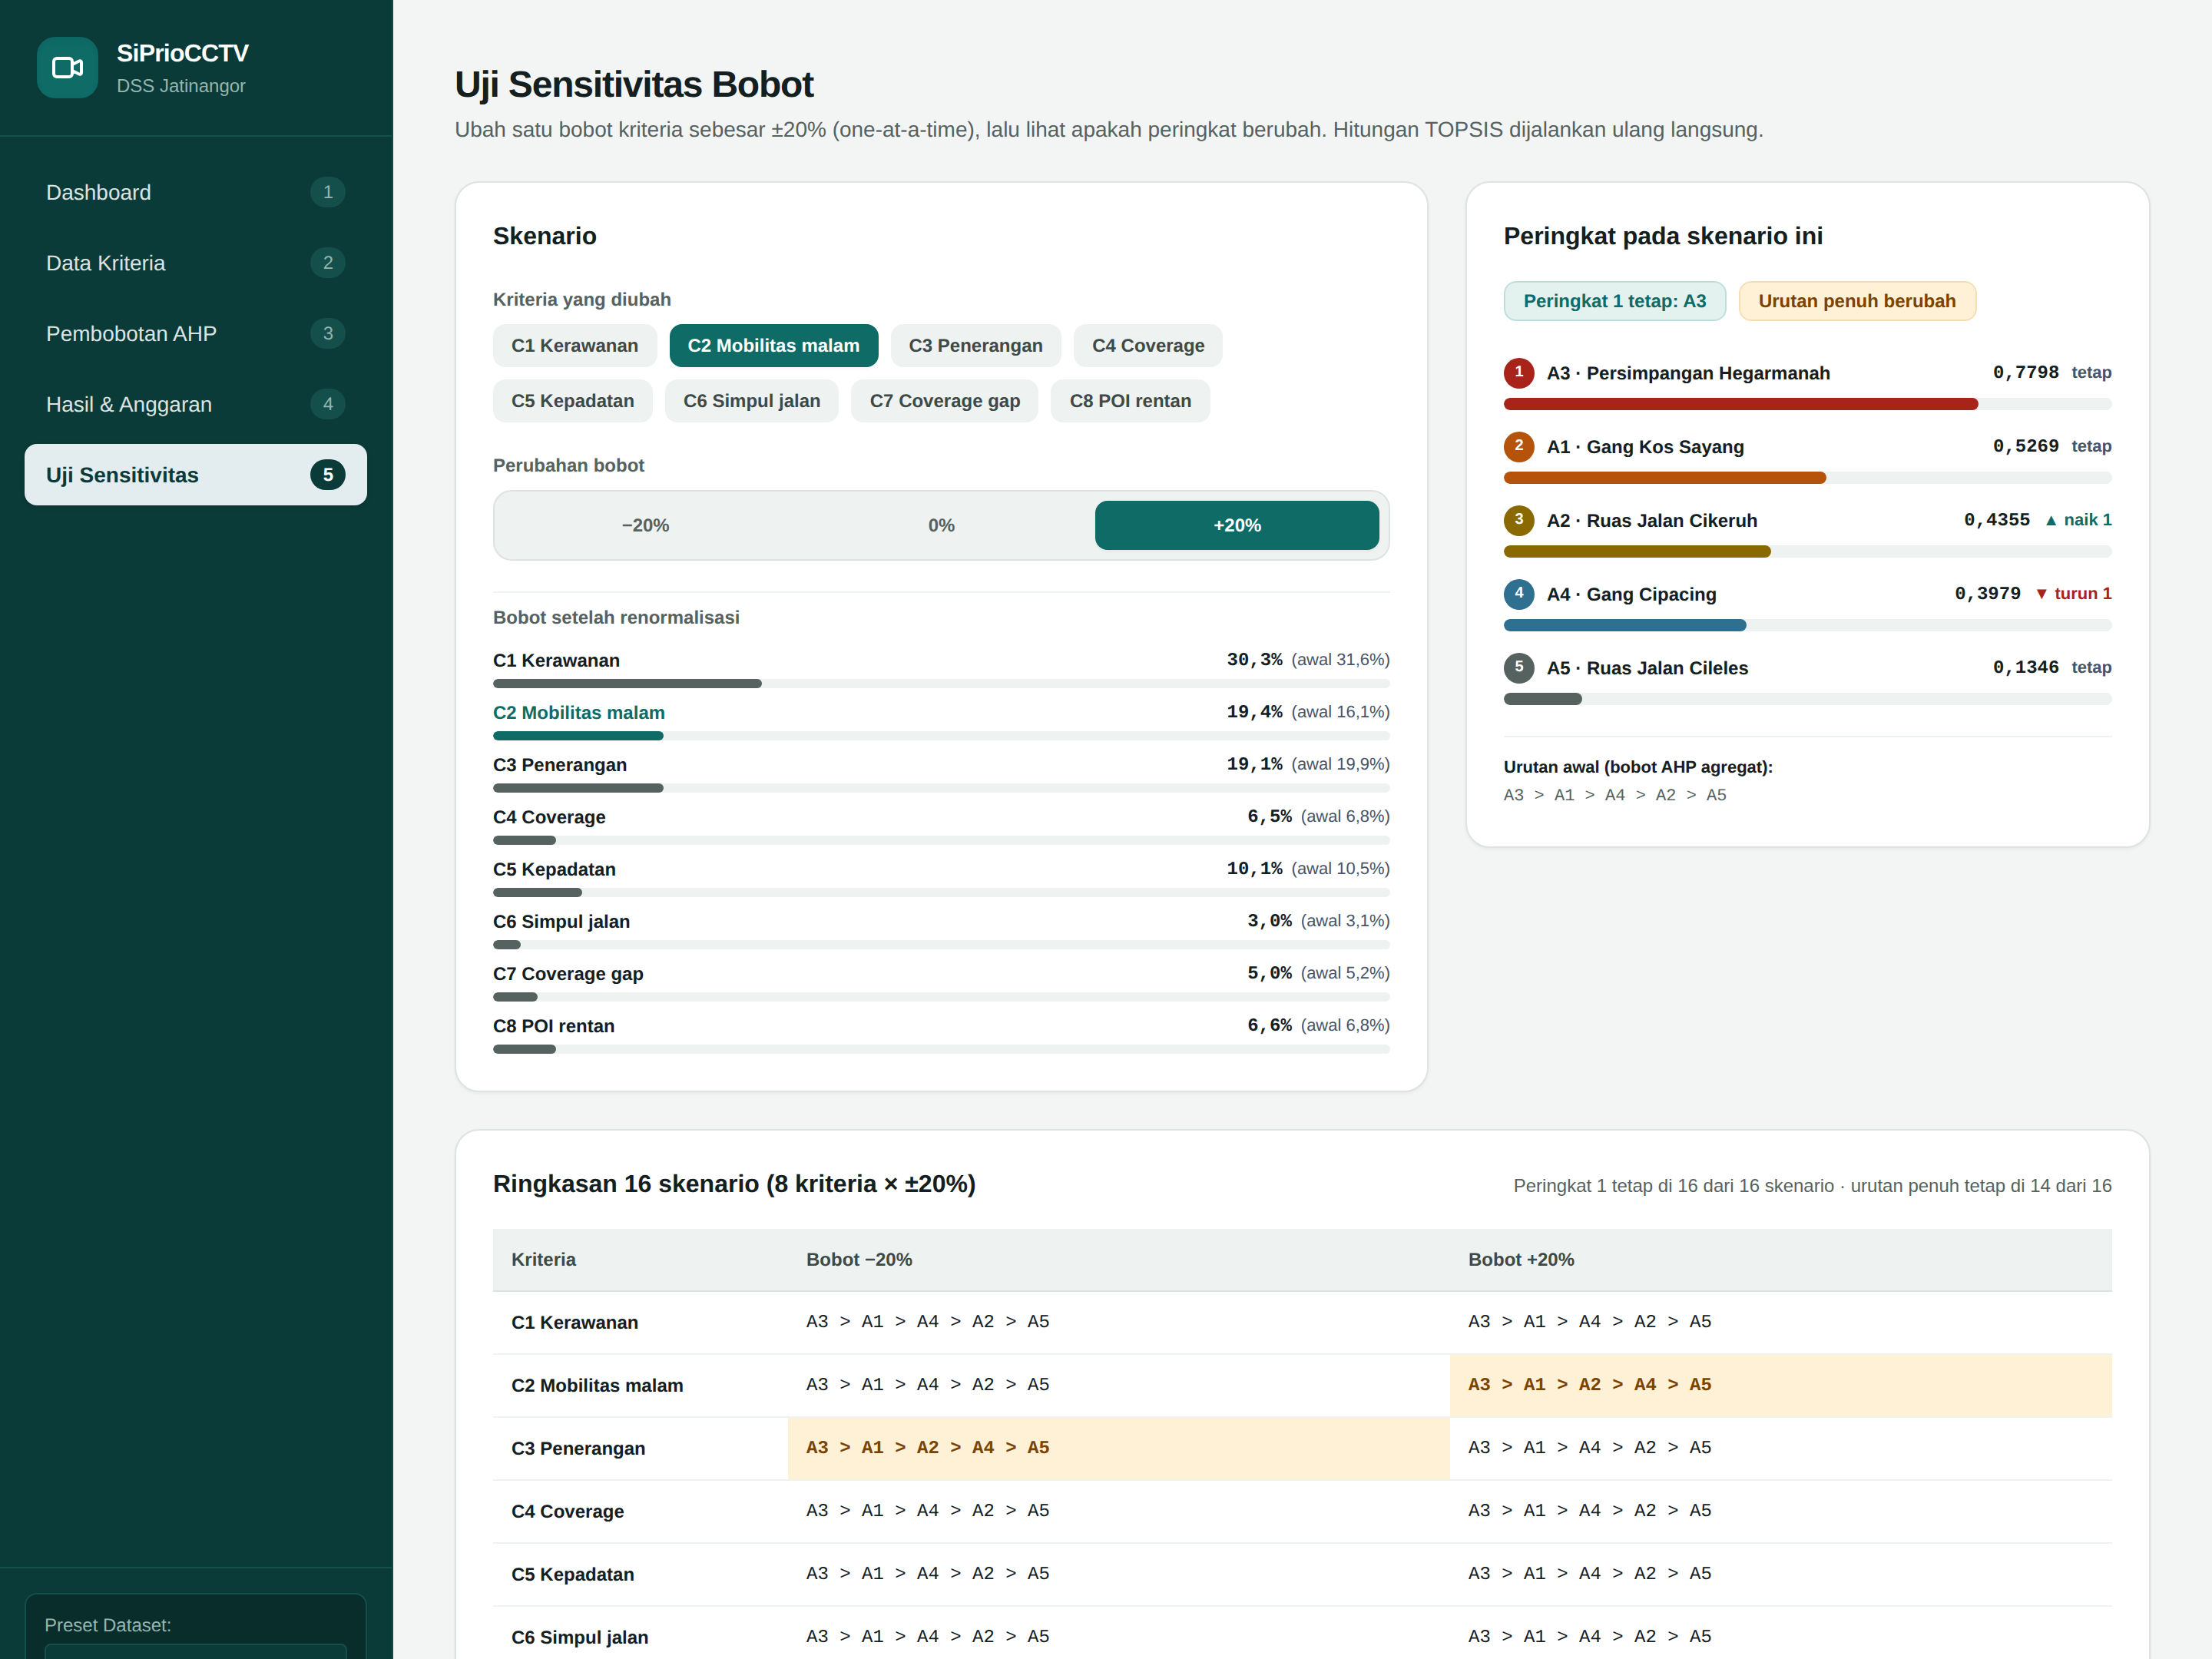 SiPrioCCTV
DSS Jatinangor
Dashboard 1
Data Kriteria 2
Pembobotan AHP 3
Hasil & Anggaran 4
Uji Sensitivitas 5
Preset Dataset:
Uji Sensitivitas Bobot
Ubah satu bobot kriteria sebesar ±20% (one-at-a-time), lalu lihat apakah peringkat berubah. Hitungan TOPSIS dijalankan ulang langsung.
Skenario
Kriteria yang diubah
C1 Kerawanan C2 Mobilitas malam C3 Penerangan C4 Coverage
C5 Kepadatan C6 Simpul jalan C7 Coverage gap C8 POI rentan
Perubahan bobot
−20% 0% +20%
Bobot setelah renormalisasi
C1 Kerawanan 30,3% (awal 31,6%)
C2 Mobilitas malam 19,4% (awal 16,1%)
C3 Penerangan 19,1% (awal 19,9%)
C4 Coverage 6,5% (awal 6,8%)
C5 Kepadatan 10,1% (awal 10,5%)
C6 Simpul jalan 3,0% (awal 3,1%)
C7 Coverage gap 5,0% (awal 5,2%)
C8 POI rentan 6,6% (awal 6,8%)
Peringkat pada skenario ini
Peringkat 1 tetap: A3 Urutan penuh berubah
1 A3 · Persimpangan Hegarmanah 0,7798 tetap
2 A1 · Gang Kos Sayang 0,5269 tetap
3 A2 · Ruas Jalan Cikeruh 0,4355 ▲ naik 1
4 A4 · Gang Cipacing 0,3979 ▼ turun 1
5 A5 · Ruas Jalan Cileles 0,1346 tetap
Urutan awal (bobot AHP agregat):
A3 > A1 > A4 > A2 > A5
Ringkasan 16 skenario (8 kriteria × ±20%)
Peringkat 1 tetap di 16 dari 16 skenario · urutan penuh tetap di 14 dari 16
Kriteria Bobot −20% Bobot +20%
C1 Kerawanan A3 > A1 > A4 > A2 > A5 A3 > A1 > A4 > A2 > A5
C2 Mobilitas malam A3 > A1 > A4 > A2 > A5 A3 > A1 > A2 > A4 > A5
C3 Penerangan A3 > A1 > A2 > A4 > A5 A3 > A1 > A4 > A2 > A5
C4 Coverage A3 > A1 > A4 > A2 > A5 A3 > A1 > A4 > A2 > A5
C5 Kepadatan A3 > A1 > A4 > A2 > A5 A3 > A1 > A4 > A2 > A5
C6 Simpul jalan A3 > A1 > A4 > A2 > A5 A3 > A1 > A4 > A2 > A5